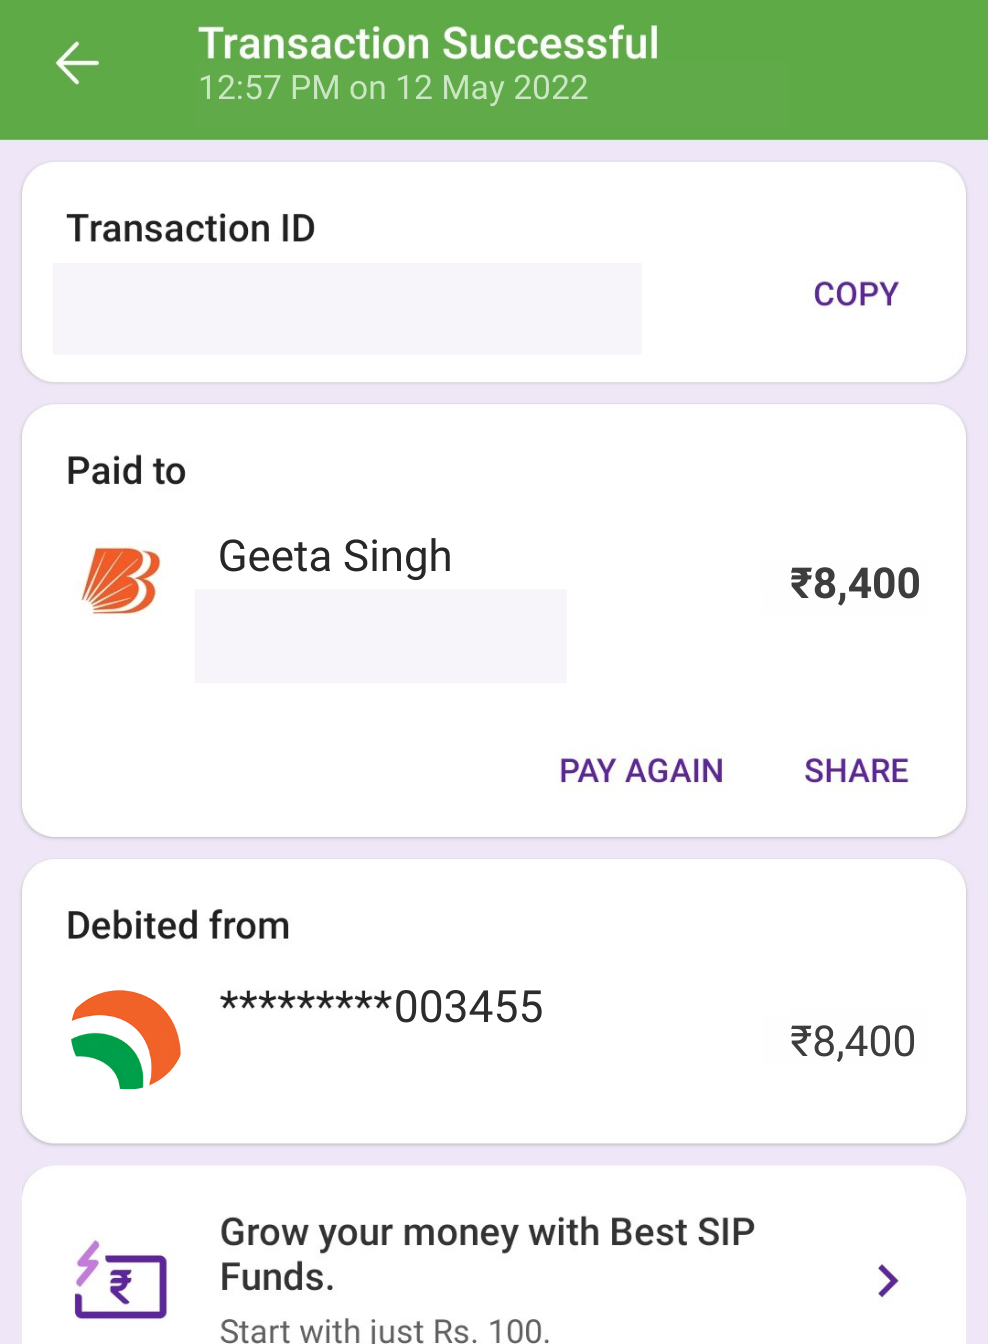 Transaction Successful
12:57 PM on 12 May 2022
Transaction ID
COPY
Paid to
Geeta Singh
₹8,400
PAY AGAIN
SHARE
Debited from
*********003455
₹8,400
Grow your money with Best SIP
Funds.
Start with just Rs. 100.